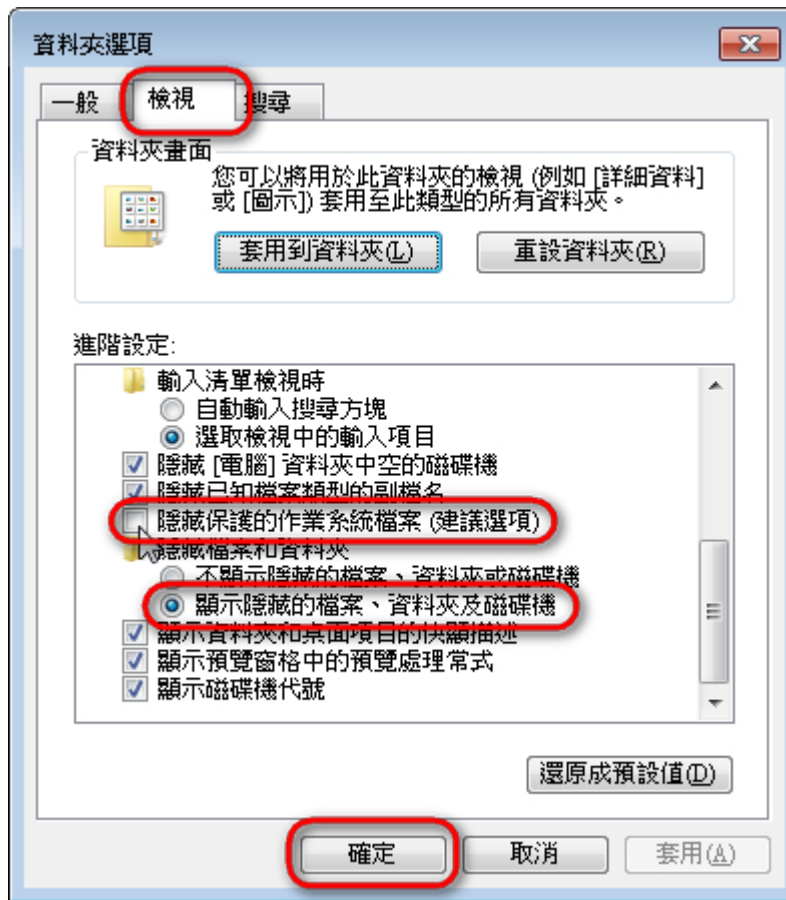 資料夾選項
一般 檢視 搜尋
資料夾畫面
您可以將用於此資料夾的檢視 (例如 [詳細資料]
或 [圖示]) 套用至此類型的所有資料夾。
套用到資料夾(L) 重設資料夾(R)
進階設定:
輸入清單檢視時
自動輸入搜尋方塊
選取檢視中的輸入項目
隱藏 [電腦] 資料夾中空的磁碟機
隱藏已知檔案類型的副檔名
隱藏保護的作業系統檔案 (建議選項)
隱藏檔案和資料夾
不顯示隱藏的檔案、資料夾或磁碟機
顯示隱藏的檔案、資料夾及磁碟機
顯示資料夾和桌面項目的快顯描述
顯示預覽窗格中的預覽處理常式
顯示磁碟機代號
還原成預設值(D)
確定 取消 套用(A)